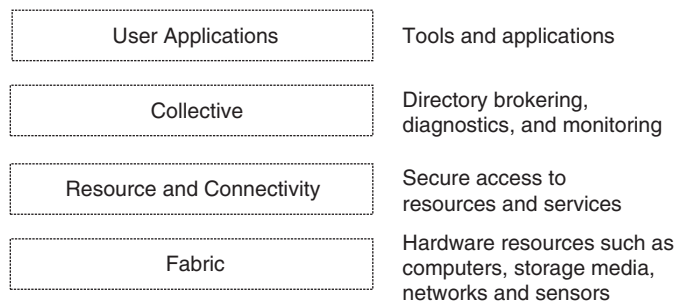 User Applications
Tools and applications
Collective
Directory brokering,
diagnostics, and monitoring
Resource and Connectivity
Secure access to
resources and services
Fabric
Hardware resources such as
computers, storage media,
networks and sensors